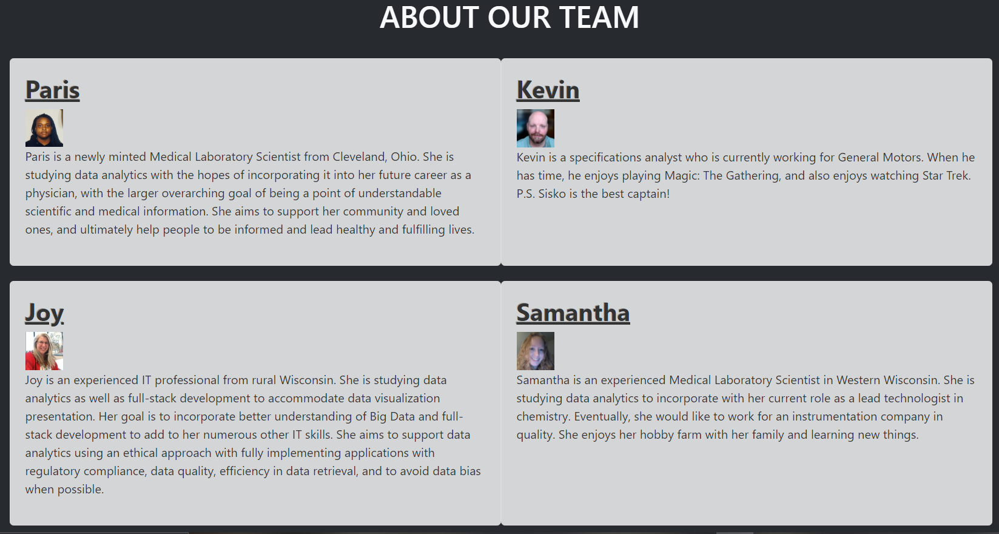 ABOUT OUR TEAM
Paris
Paris is a newly minted Medical Laboratory Scientist from Cleveland, Ohio. She is
studying data analytics with the hopes of incorporating it into her future career as a
physician, with the larger overarching goal of being a point of understandable
scientific and medical information. She aims to support her community and loved
ones, and ultimately help people to be informed and lead healthy and fulfilling lives.
Kevin
Kevin is a specifications analyst who is currently working for General Motors. When he
has time, he enjoys playing Magic: The Gathering, and also enjoys watching Star Trek.
P.S. Sisko is the best captain!
Joy
Joy is an experienced IT professional from rural Wisconsin. She is studying data
analytics as well as full-stack development to accommodate data visualization
presentation. Her goal is to incorporate better understanding of Big Data and full-
stack development to add to her numerous other IT skills. She aims to support data
analytics using an ethical approach with fully implementing applications with
regulatory compliance, data quality, efficiency in data retrieval, and to avoid data bias
when possible.
Samantha
Samantha is an experienced Medical Laboratory Scientist in Western Wisconsin. She is
studying data analytics to incorporate with her current role as a lead technologist in
chemistry. Eventually, she would like to work for an instrumentation company in
quality. She enjoys her hobby farm with her family and learning new things.